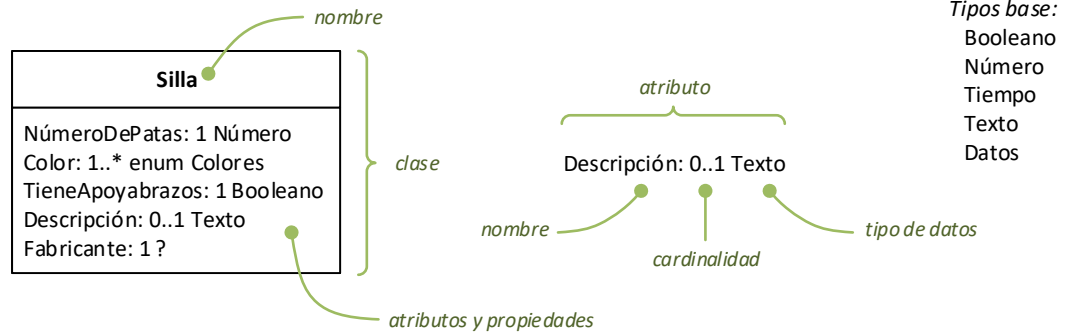 nombre
Silla
NúmeroDePatas: 1 Número
Color: 1..* enum Colores
TieneApoyabrazos: 1 Booleano
Descripción: 0..1 Texto
Fabricante: 1 ?
clase
atributos y propiedades
atributo
Descripción: 0..1 Texto
nombre
cardinalidad
tipo de datos
Tipos base:
Booleano
Número
Tiempo
Texto
Datos